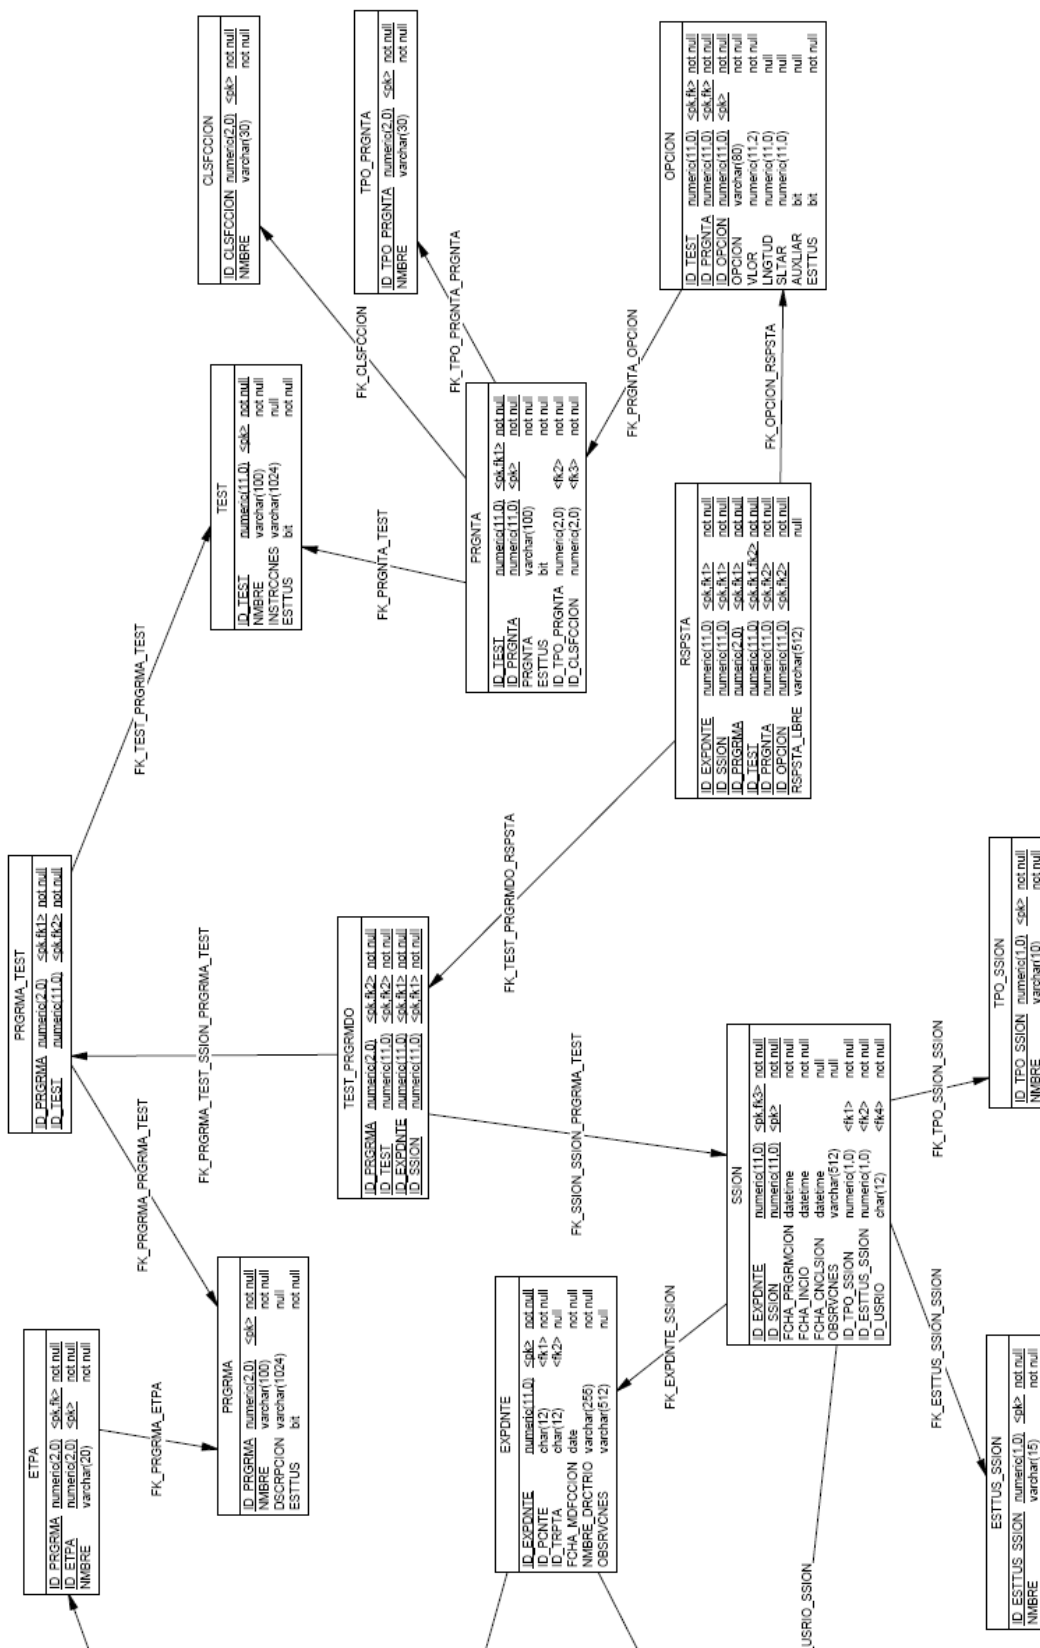 ETPA
ID_PRGRMA numeric(2,0) <pk,fk> not null
ID_ETPA numeric(2,0) <pk> not null
NMBRE varchar(20) not null
FK_PRGRMA_ETPA
PRGRMA_TEST
ID_PRGRMA numeric(2,0) <pk,fk1> not null
ID_TEST numeric(11,0) <pk,fk2> not null
FK_PRGRMA_PRGRMA_TEST
FK_TEST_PRGRMA_TEST
FK_PRGRMA_TEST_SSION_PRGRMA_TEST
PRGRMA
ID_PRGRMA numeric(2,0) <pk> not null
NMBRE varchar(100) not null
DSCRPCION varchar(1024) null
ESTTUS bit not null
TEST
ID_TEST numeric(11,0) <pk> not null
NMBRE varchar(100) not null
INSTRCCNES varchar(1024) null
ESTTUS bit not null
CLSFCCION
ID_CLSFCCION numeric(2,0) <pk> not null
NMBRE varchar(30) not null
FK_CLSFCCION
FK_PRGNTA_TEST
TEST_PRGRMDO
ID_PRGRMA numeric(2,0) <pk,fk2> not null
ID_TEST numeric(11,0) <pk,fk2> not null
ID_EXPDNTE numeric(11,0) <pk,fk1> not null
ID_SSION numeric(11,0) <pk,fk1> not null
TPO_PRGNTA
ID_TPO_PRGNTA numeric(2,0) <pk> not null
NMBRE varchar(30) not null
FK_TPO_PRGNTA_PRGNTA
PRGNTA
ID_TEST numeric(11,0) <pk,fk1> not null
ID_PRGNTA numeric(11,0) <pk> not null
PRGNTA varchar(100) not null
ESTTUS bit not null
ID_TPO_PRGNTA numeric(2,0) <fk2> not null
ID_CLSFCCION numeric(2,0) <fk3> not null
FK_TEST_PRGRMDO_RSPSTA
FK_SSION_SSION_PRGRMA_TEST
EXPDNTE
ID_EXPDNTE numeric(11,0) <pk> not null
ID_PCNTE char(12) <fk1> not null
ID_TRPTA char(12) <fk2> null
FCHA_MDFCCION date not null
NMBRE_DRCTRIO varchar(255) not null
OBSRVCNES varchar(512) null
FK_EXPDNTE_SSION
FK_PRGNTA_OPCION
OPCION
ID_TEST numeric(11,0) <pk,fk> not null
ID_PRGNTA numeric(11,0) <pk,fk> not null
ID_OPCION numeric(11,0) <pk> not null
OPCION varchar(80) not null
VLOR numeric(11,2) not null
LNGTUD numeric(11,0) null
SLTAR numeric(11,0) null
AUXLIAR bit null
ESTTUS bit not null
FK_OPCION_RSPSTA
RSPSTA
ID_EXPDNTE numeric(11,0) <pk,fk1> not null
ID_SSION numeric(11,0) <pk,fk1> not null
ID_PRGRMA numeric(2,0) <pk,fk1> not null
ID_TEST numeric(11,0) <pk,fk1,fk2> not null
ID_PRGNTA numeric(11,0) <pk,fk2> not null
ID_OPCION numeric(11,0) <pk,fk2> not null
RSPSTA_LBRE varchar(512) null
SSION
ID_EXPDNTE numeric(11,0) <pk,fk3> not null
ID_SSION numeric(11,0) <pk> not null
FCHA_PRGRMCION datetime not null
FCHA_INCIO datetime not null
FCHA_CNCLSION datetime null
OBSRVCNES varchar(512) null
ID_TPO_SSION numeric(1,0) <fk1> not null
ID_ESTTUS_SSION numeric(1,0) <fk2> not null
ID_USRIO char(12) <fk4> not null
USRIO_SSION
FK_ESTTUS_SSION_SSION
FK_TPO_SSION_SSION
ESTTUS_SSION
ID_ESTTUS_SSION numeric(1,0) <pk> not null
NMBRE varchar(15) not null
TPO_SSION
ID_TPO_SSION numeric(1,0) <pk> not null
NMBRE varchar(10) not null